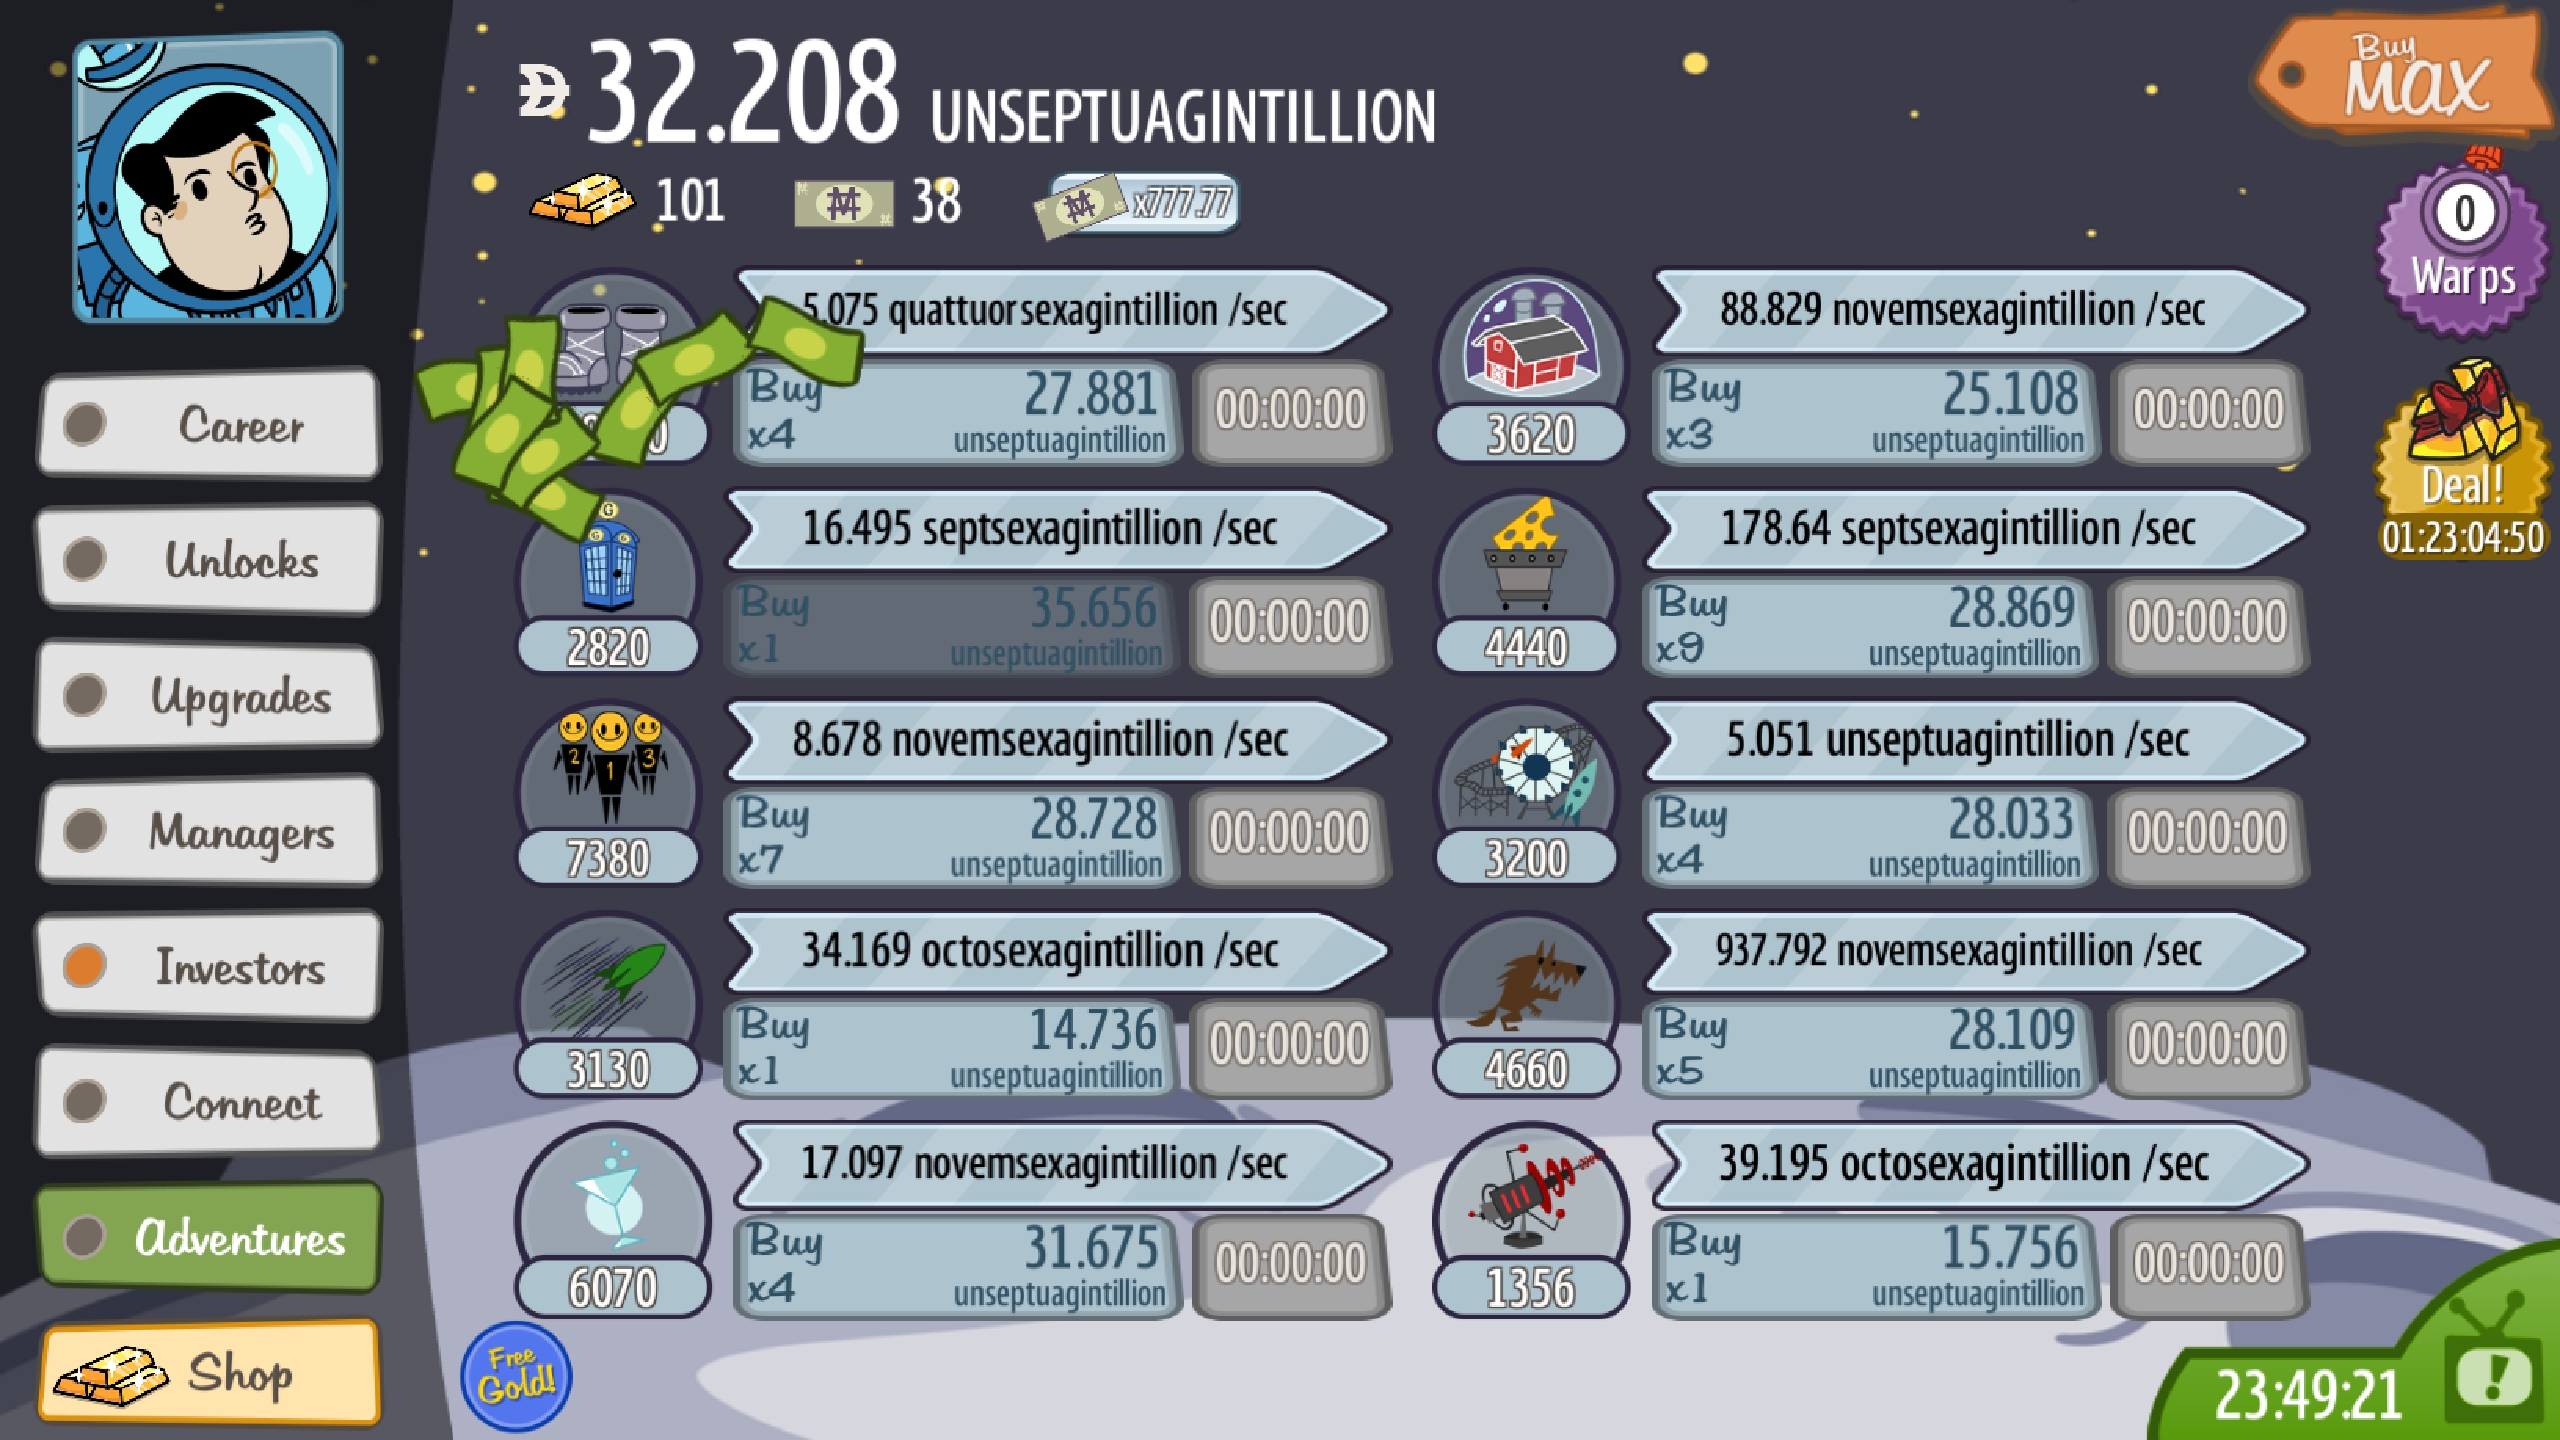 32.208 UNSEPTUAGINTILLION
Buy
MAX
101
38
x777.77
0
Warps
Deal!
01:23:04:50
Career
Unlocks
Upgrades
Managers
Investors
Connect
Adventures
Shop
5.075 quattuorsexagintillion /sec
Buy
x4
27.881
unseptuagintillion
00:00:00
88.829 novemsexagintillion /sec
3620
Buy
x3
25.108
unseptuagintillion
00:00:00
16.495 septsexagintillion /sec
2820
Buy
x1
35.656
unseptuagintillion
00:00:00
178.64 septsexagintillion /sec
4440
Buy
x9
28.869
unseptuagintillion
00:00:00
2 1 3
8.678 novemsexagintillion /sec
7380
Buy
x7
28.728
unseptuagintillion
00:00:00
5.051 unseptuagintillion /sec
3200
Buy
x4
28.033
unseptuagintillion
00:00:00
34.169 octosexagintillion /sec
3130
Buy
x1
14.736
unseptuagintillion
00:00:00
937.792 novemsexagintillion /sec
4660
Buy
x5
28.109
unseptuagintillion
00:00:00
17.097 novemsexagintillion /sec
6070
Buy
x4
31.675
unseptuagintillion
00:00:00
39.195 octosexagintillion /sec
1356
Buy
x1
15.756
unseptuagintillion
00:00:00
Free
Gold!
23:49:21